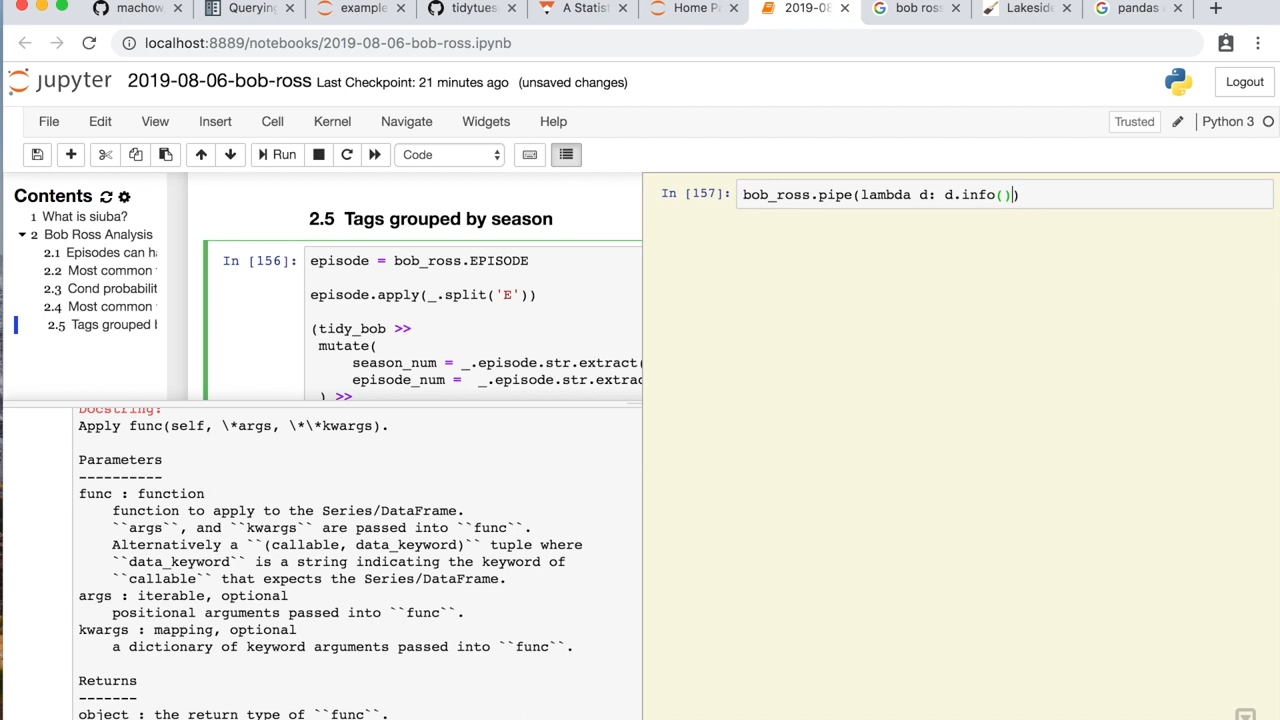 machow,
Querying
example
tidytues
A Statist
Home P
2019-08
bob ros
Lakesid
pandas
localhost:8889/notebooks/2019-08-06-bob-ross.ipynb
jupyter 2019-08-06-bob-ross Last Checkpoint: 21 minutes ago (unsaved changes)
Logout
File Edit View Insert Cell Kernel Navigate Widgets Help
Trusted
Python 3
Run
Code
Contents
1 What is siuba?
2 Bob Ross Analysis
2.1 Episodes can ha
2.2 Most common
2.3 Cond probabilit
2.4 Most common
2.5 Tags grouped b
2.5 Tags grouped by season
In [156]:
episode = bob_ross.EPISODE
episode.apply(_.split('E'))
(tidy_bob >>
mutate(
season_num = _.episode.str.extract(
episode_num = _.episode.str.extrac
) >>
In [157]: bob_ross.pipe(lambda d: d.info())
Docstring:
Apply func(self, \*args, \*\*kwargs).
Parameters
----------
func : function
function to apply to the Series/DataFrame.
``args``, and ``kwargs`` are passed into ``func``.
Alternatively a ``(callable, data_keyword)`` tuple where
``data_keyword`` is a string indicating the keyword of
``callable`` that expects the Series/DataFrame.
args : iterable, optional
positional arguments passed into ``func``.
kwargs : mapping, optional
a dictionary of keyword arguments passed into ``func``.
Returns
-------
object : the return type of ``func``.